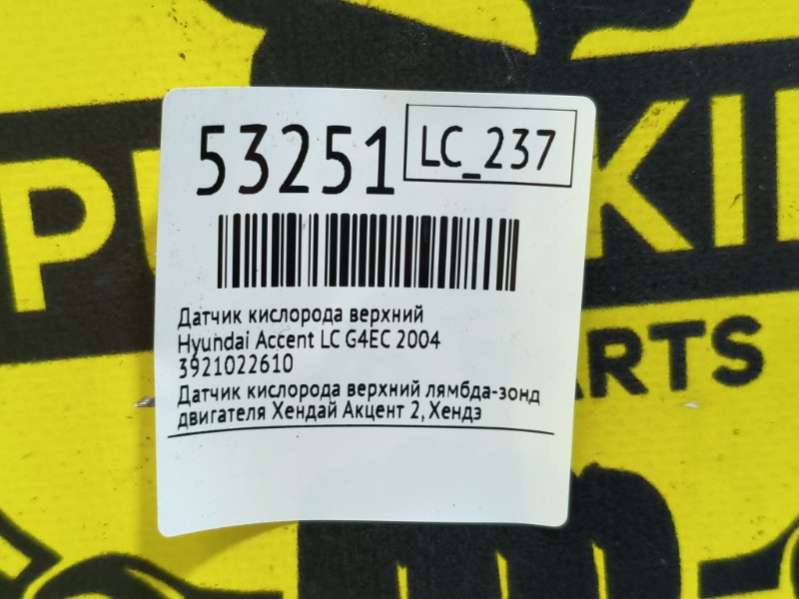 53251
LC_237
Датчик кислорода верхний
Hyundai Accent LC G4EC 2004
3921022610
Датчик кислорода верхний лямбда-зонд
двигателя Хендай Акцент 2, Хендэ
ARTS